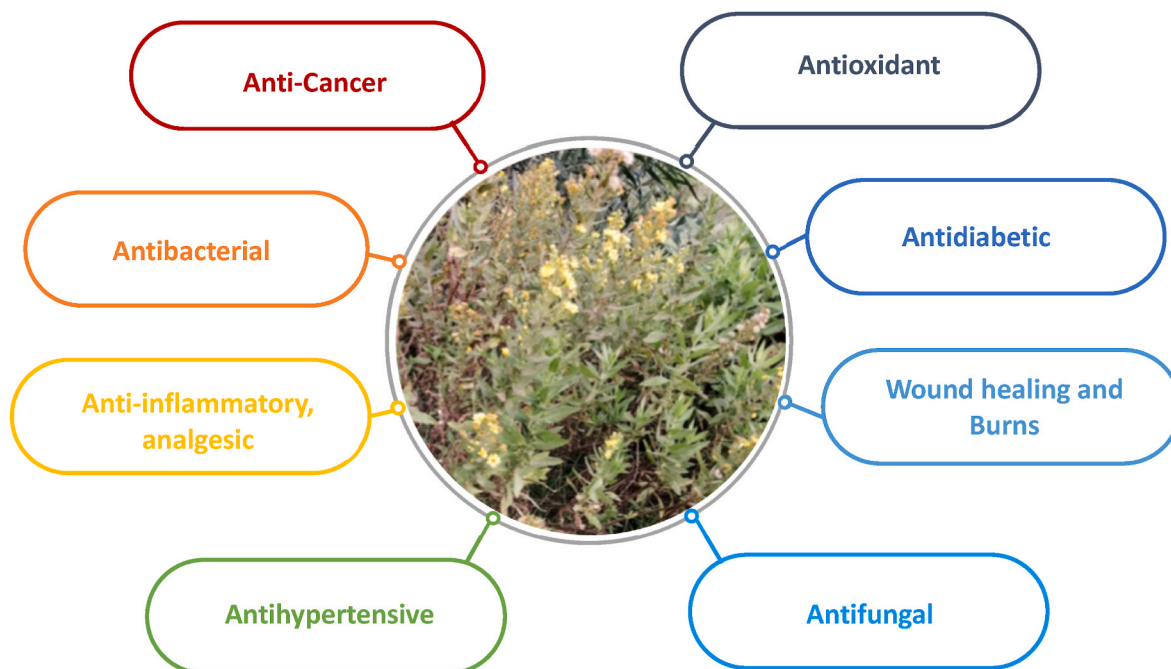 Anti-Cancer
Antioxidant
Antibacterial
Antidiabetic
Anti-inflammatory,
analgesic
Wound healing and
Burns
Antihypertensive
Antifungal